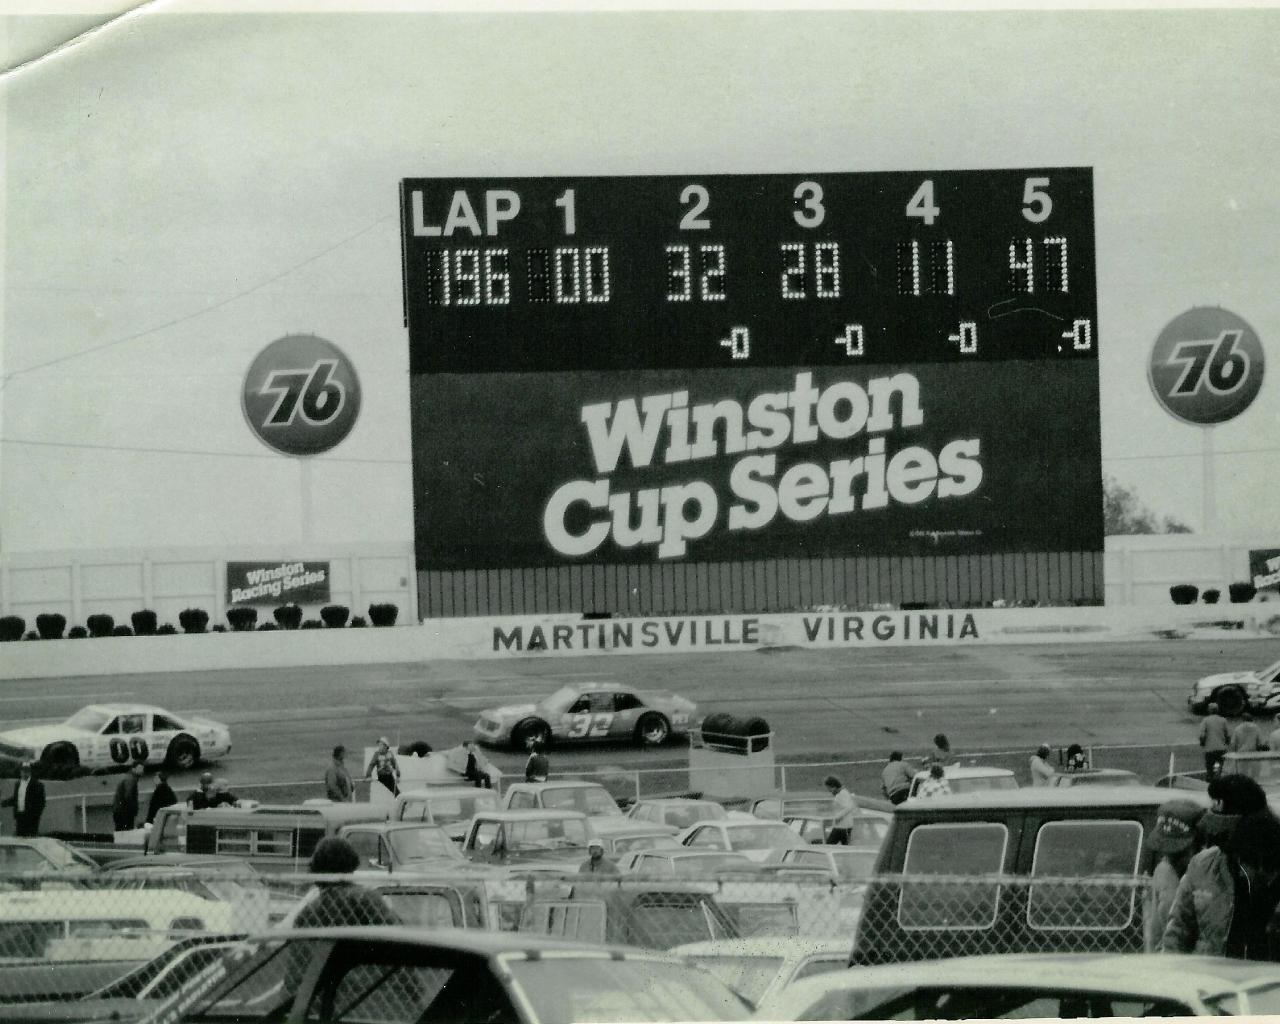 LAP 1 2 3 4 5
196 00 32 28 11 47
-0 -0 -0 -0
76
76
Winston
Cup Series
Winston
Racing Series
MARTINSVILLE VIRGINIA
00
32